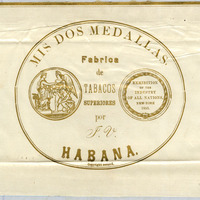 MIS DOS MEDALLAS.
Fabrica
de
TABACOS
SUPERIORES
por
EXHIBITION
OF THE
INDUSTRY
OF ALL NATIONS,
NEW-YORK
HABANA.